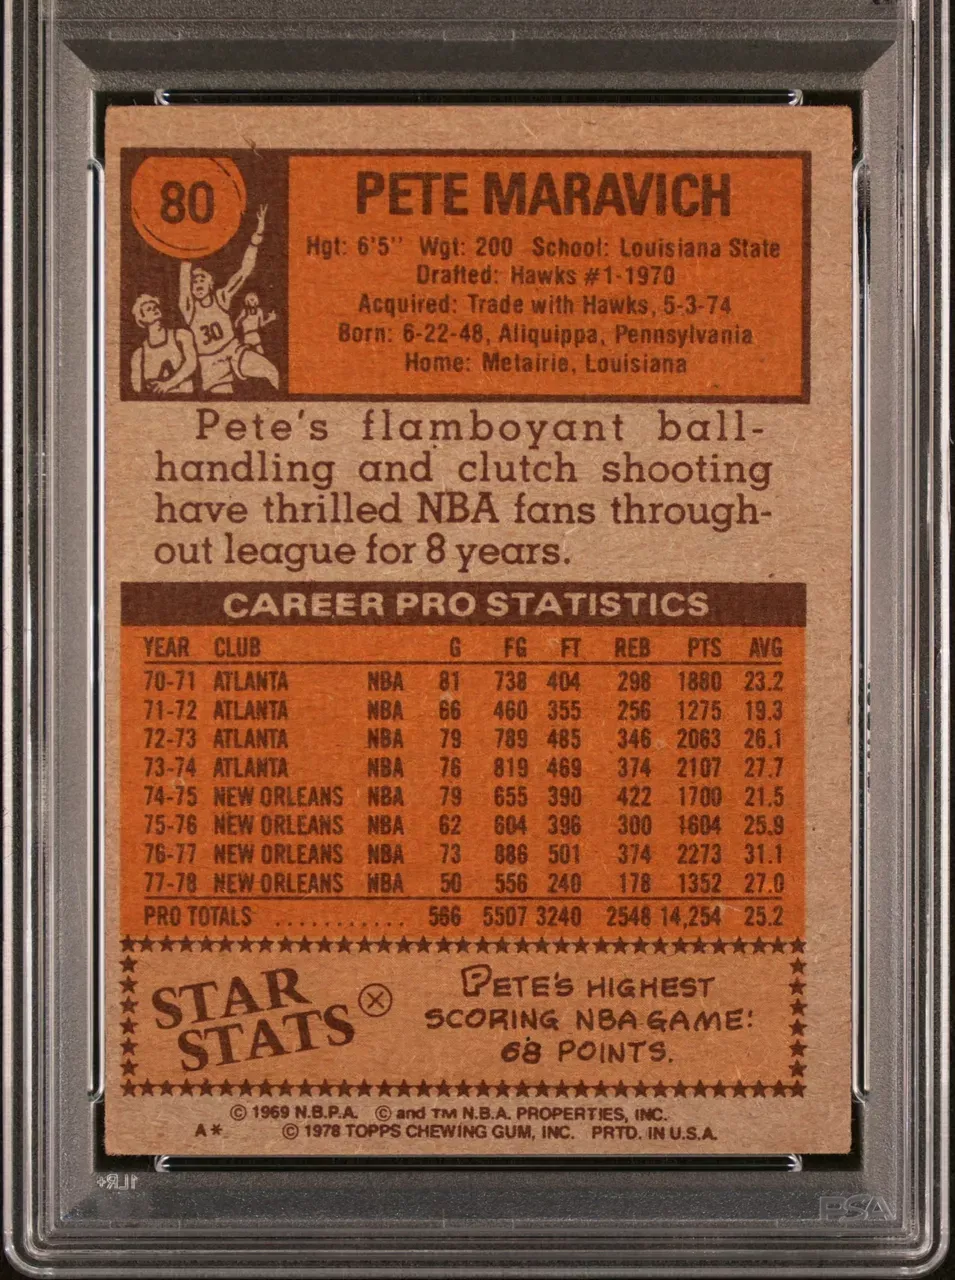 80
PETE MARAVICH
Hgt: 6'5" Wgt: 200 School: Louisiana State
Drafted: Hawks #1-1970
Acquired: Trade with Hawks, 5-3-74
Born: 6-22-48, Aliquippa, Pennsylvania
Home: Metairie, Louisiana
30
Pete's flamboyant ball-
handling and clutch shooting
have thrilled NBA fans through-
out league for 8 years.
CAREER PRO STATISTICS
YEAR CLUB G FG FT REB PTS AVG
70-71 ATLANTA NBA 81 738 404 298 1880 23.2
71-72 ATLANTA NBA 66 460 355 256 1275 19.3
72-73 ATLANTA NBA 79 789 485 346 2063 26.1
73-74 ATLANTA NBA 76 819 469 374 2107 27.7
74-75 NEW ORLEANS NBA 79 655 390 422 1700 21.5
75-76 NEW ORLEANS NBA 62 604 396 300 1604 25.9
76-77 NEW ORLEANS NBA 73 886 501 374 2273 31.1
77-78 NEW ORLEANS NBA 50 556 240 178 1352 27.0
PRO TOTALS ........... 566 5507 3240 2548 14,254 25.2
STAR
STATS
PETE'S HIGHEST
SCORING NBA GAME:
68 POINTS.
© 1969 N.B.P.A. © and TM N.B.A. PROPERTIES, INC.
A* © 1978 TOPPS CHEWING GUM, INC. PRTD. IN U.S.A.
PSA